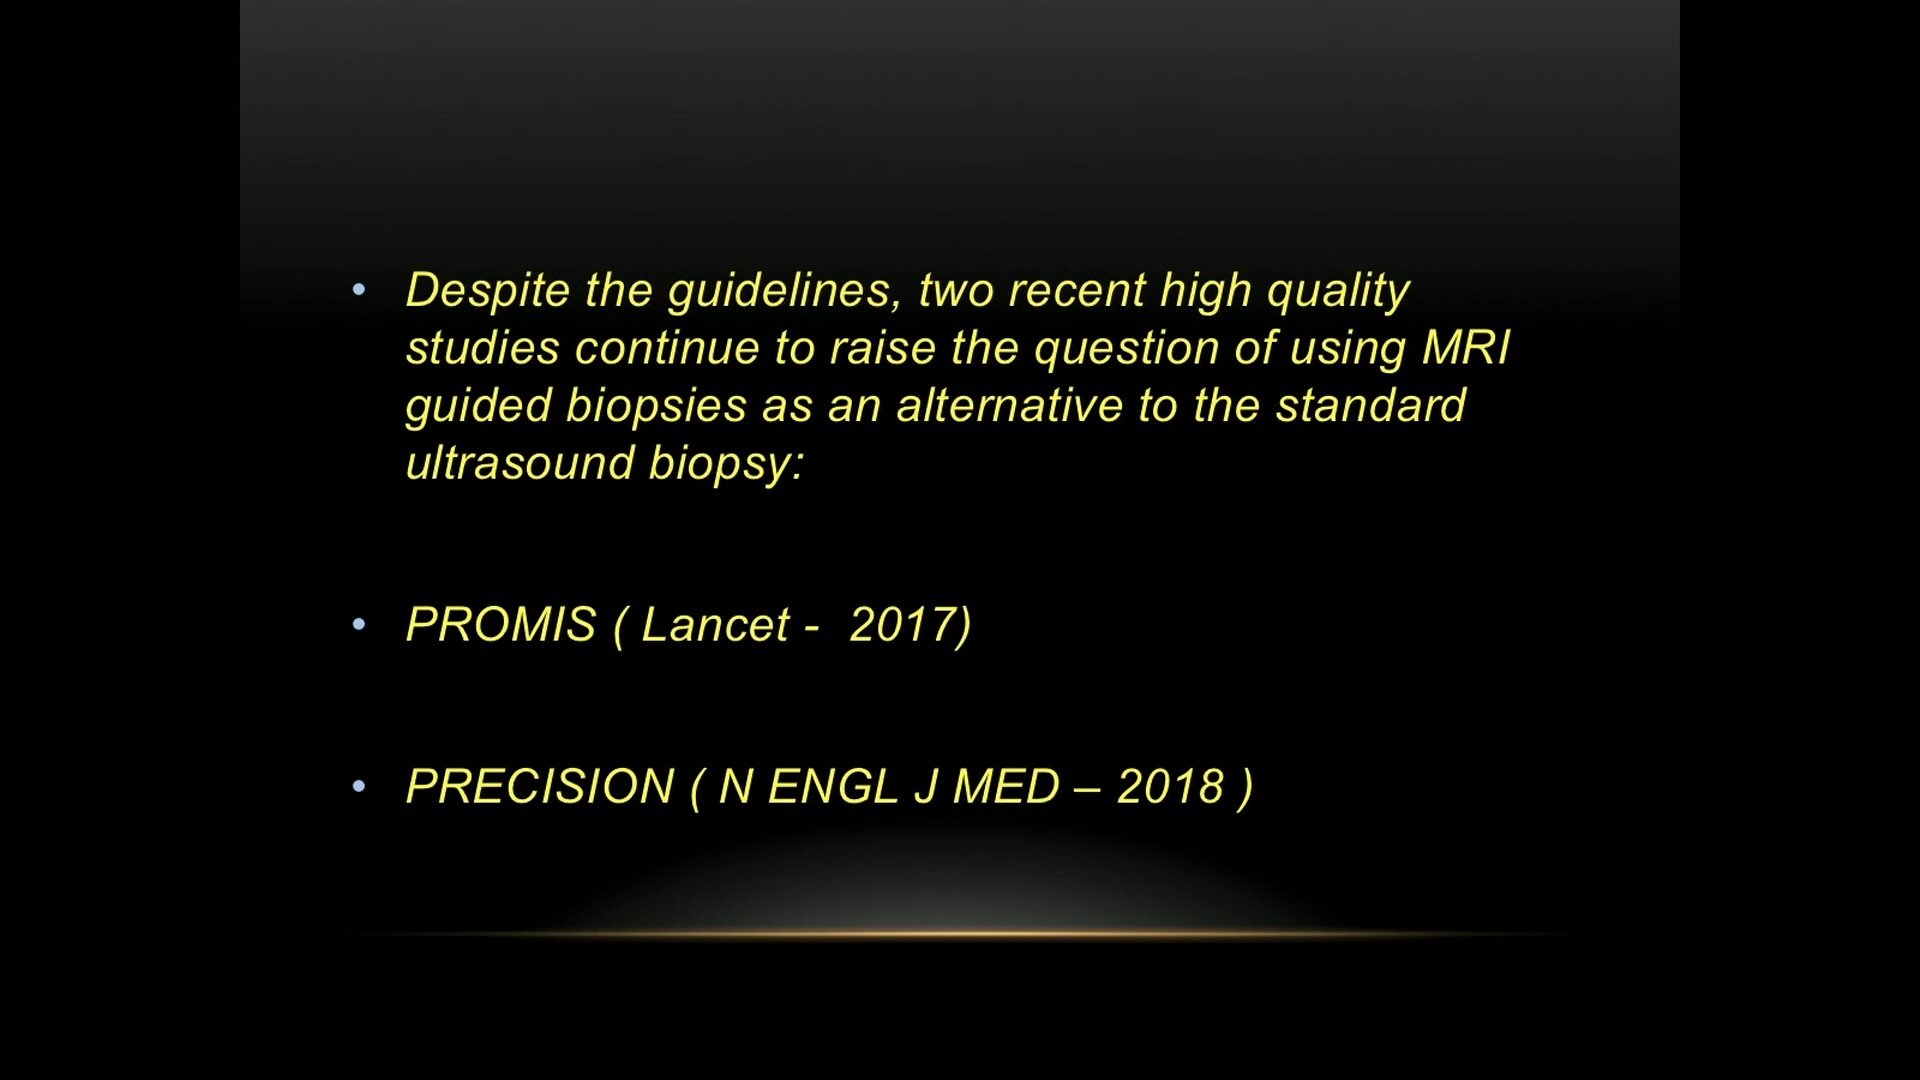 • Despite the guidelines, two recent high quality
studies continue to raise the question of using MRI
guided biopsies as an alternative to the standard
ultrasound biopsy:
• PROMIS ( Lancet -  2017)
• PRECISION ( N ENGL J MED – 2018 )